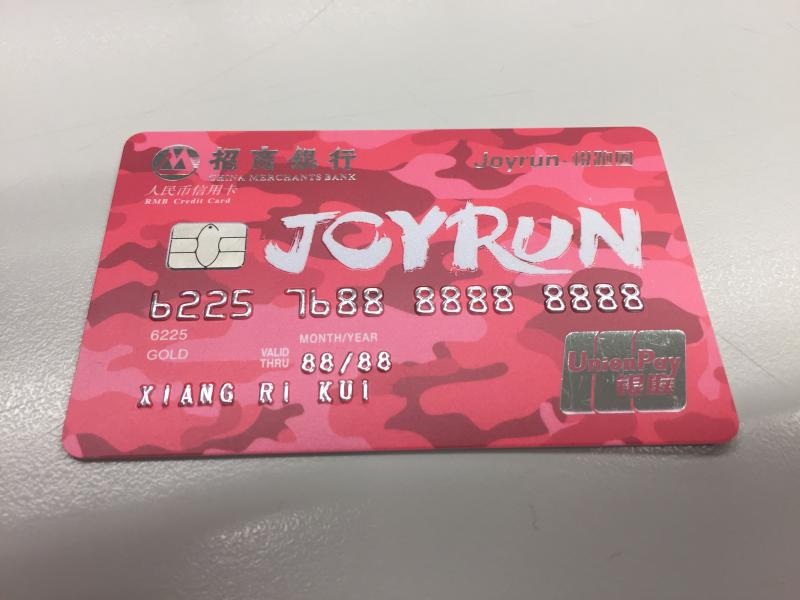 招商银行
CHINA MERCHANTS BANK
人民币信用卡
RMB Credit Card
Joyrun·悦跑圈
JOYRUN
6225 7688 8888 8888
6225
MONTH/YEAR
GOLD
VALID THRU 88/88
XIANG RI KUI
UnionPay
银联